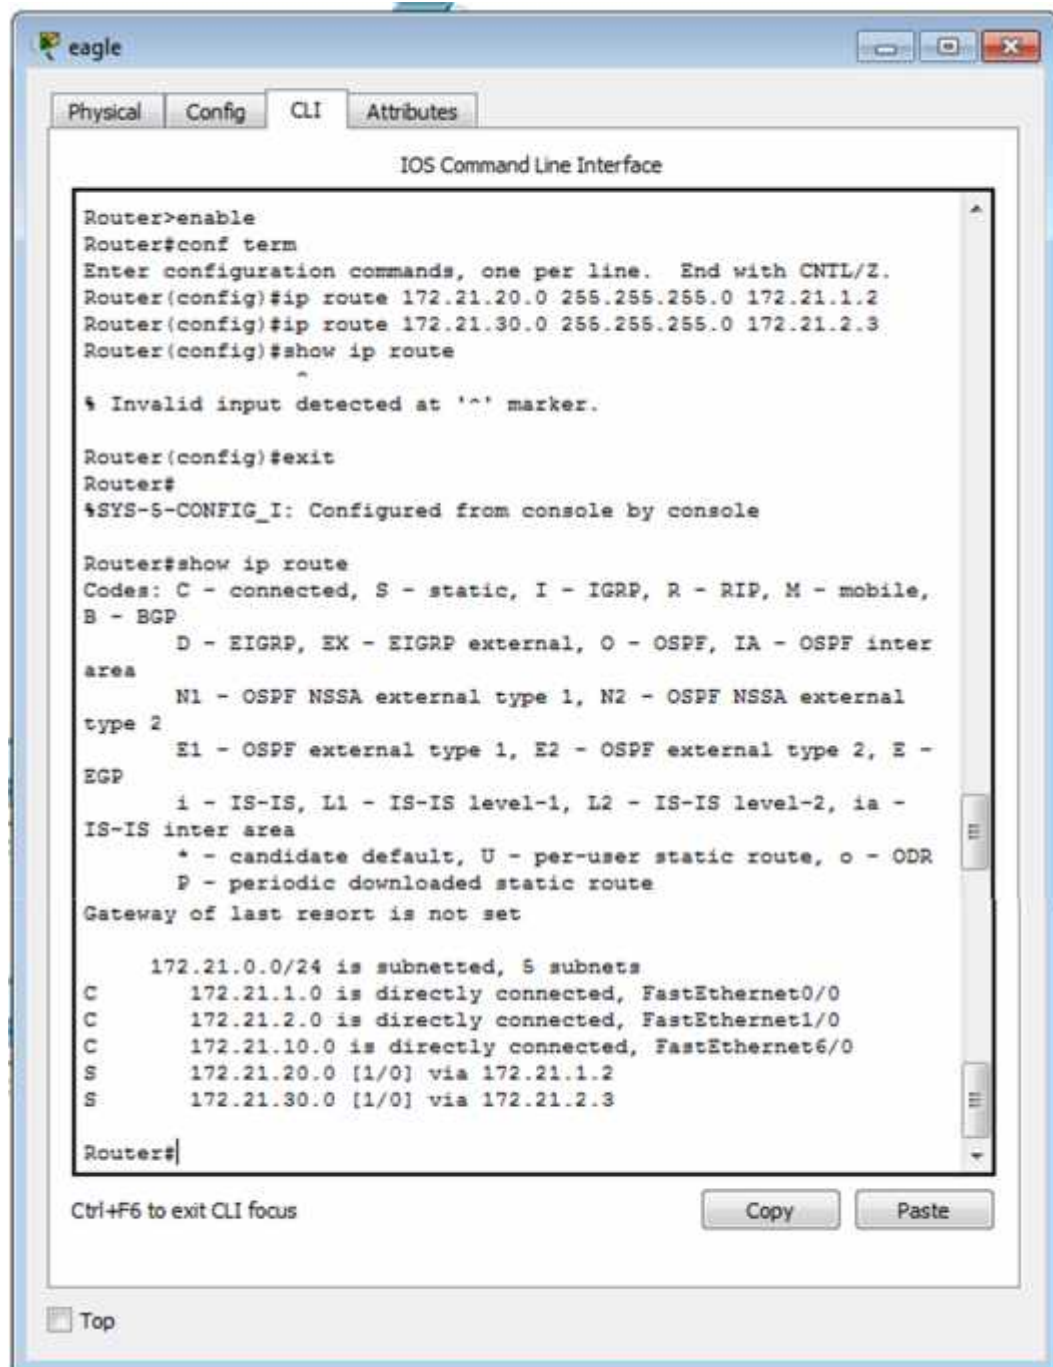 eagle
Physical Config CLI Attributes
IOS Command Line Interface
Router>enable
Router#conf term
Enter configuration commands, one per line. End with CNTL/Z.
Router(config)#ip route 172.21.20.0 255.255.255.0 172.21.1.2
Router(config)#ip route 172.21.30.0 255.255.255.0 172.21.2.3
Router(config)#show ip route
^
% Invalid input detected at '^' marker.
Router(config)#exit
Router#
%SYS-5-CONFIG_I: Configured from console by console
Router#show ip route
Codes: C - connected, S - static, I - IGRP, R - RIP, M - mobile,
B - BGP
D - EIGRP, EX - EIGRP external, O - OSPF, IA - OSPF inter
area
N1 - OSPF NSSA external type 1, N2 - OSPF NSSA external
type 2
E1 - OSPF external type 1, E2 - OSPF external type 2, E -
EGP
i - IS-IS, L1 - IS-IS level-1, L2 - IS-IS level-2, ia -
IS-IS inter area
* - candidate default, U - per-user static route, o - ODR
P - periodic downloaded static route
Gateway of last resort is not set
172.21.0.0/24 is subnetted, 5 subnets
C 172.21.1.0 is directly connected, FastEthernet0/0
C 172.21.2.0 is directly connected, FastEthernet1/0
C 172.21.10.0 is directly connected, FastEthernet6/0
S 172.21.20.0 [1/0] via 172.21.1.2
S 172.21.30.0 [1/0] via 172.21.2.3
Router#
Ctrl+F6 to exit CLI focus
Copy Paste
Top